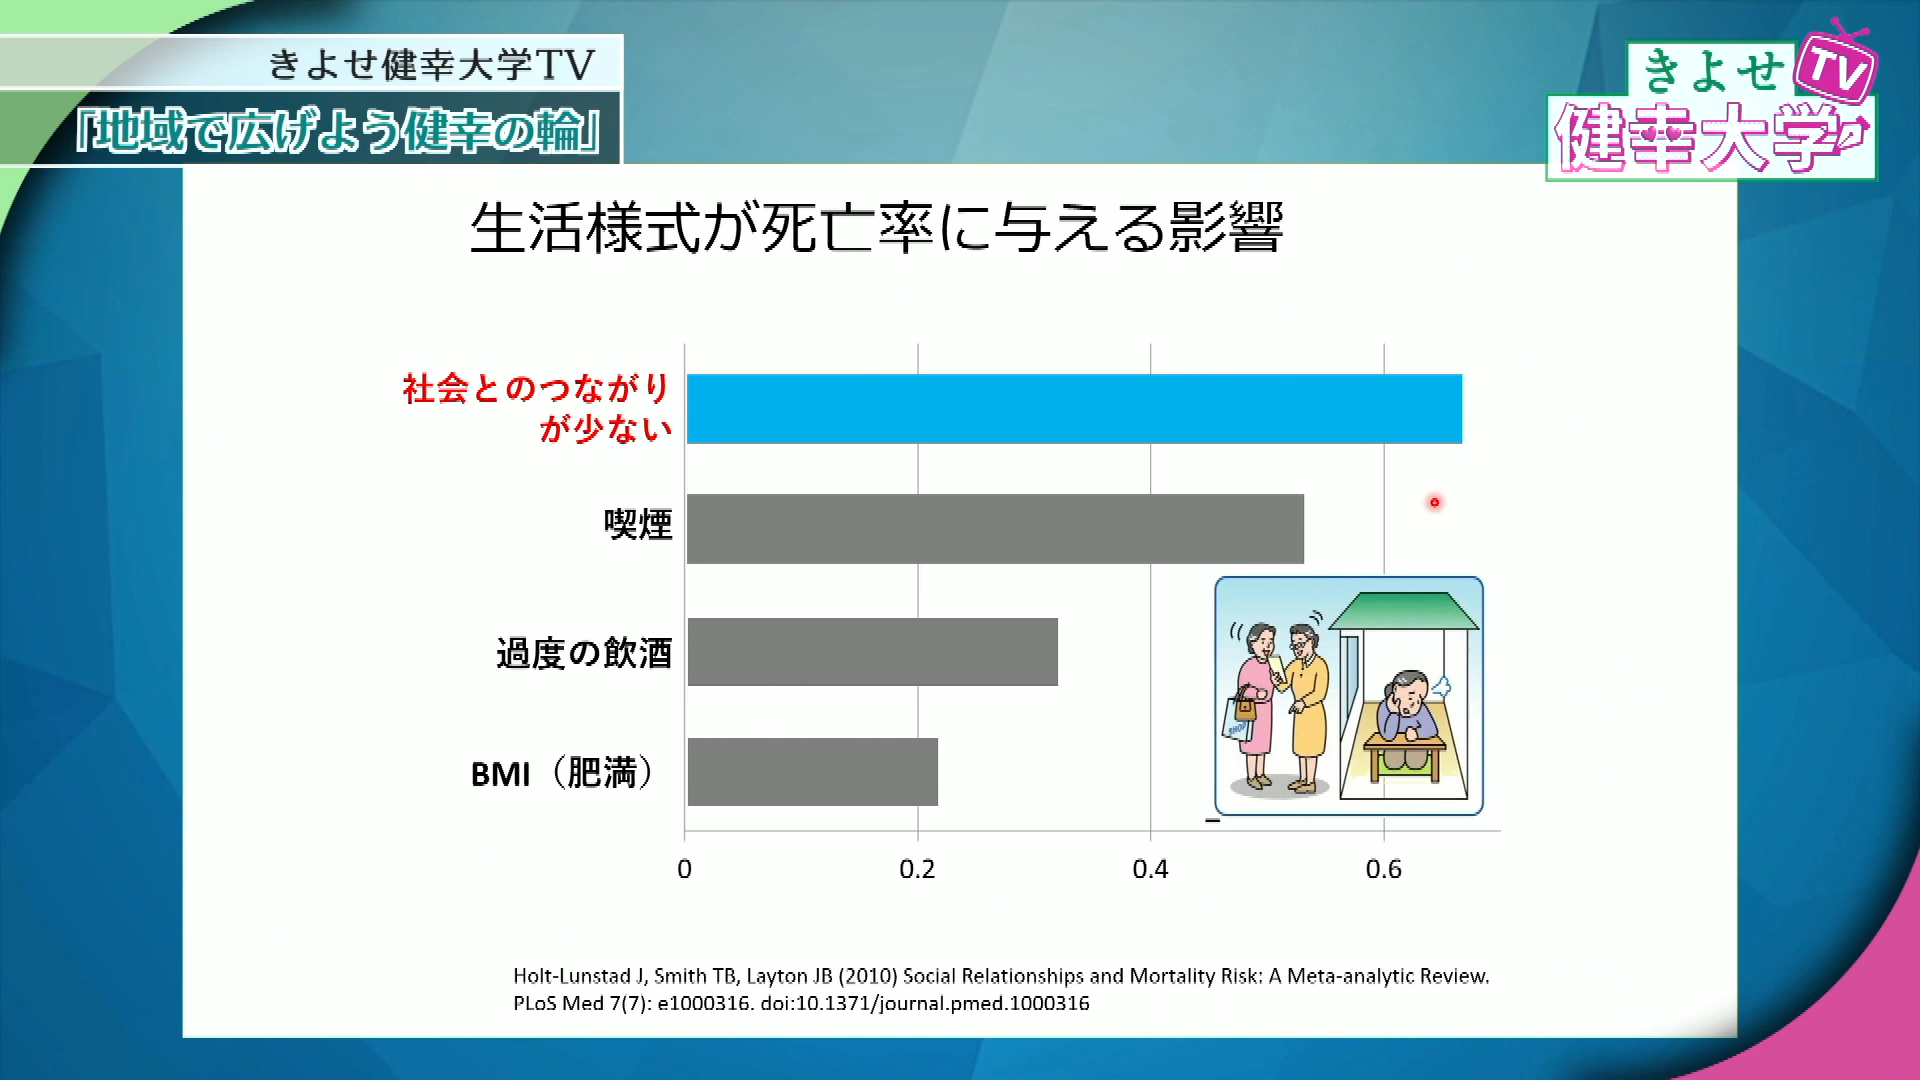 きよせ健幸大学TV
「地域で広げよう健幸の輪」
きよせ
TV
健幸大学
生活様式が死亡率に与える影響
社会とのつながり
が少ない
喫煙
過度の飲酒
BMI（肥満）
SHOP
0 0.2 0.4 0.6
Holt-Lunstad J, Smith TB, Layton JB (2010) Social Relationships and Mortality Risk: A Meta-analytic Review.
PLoS Med 7(7): e1000316. doi:10.1371/journal.pmed.1000316